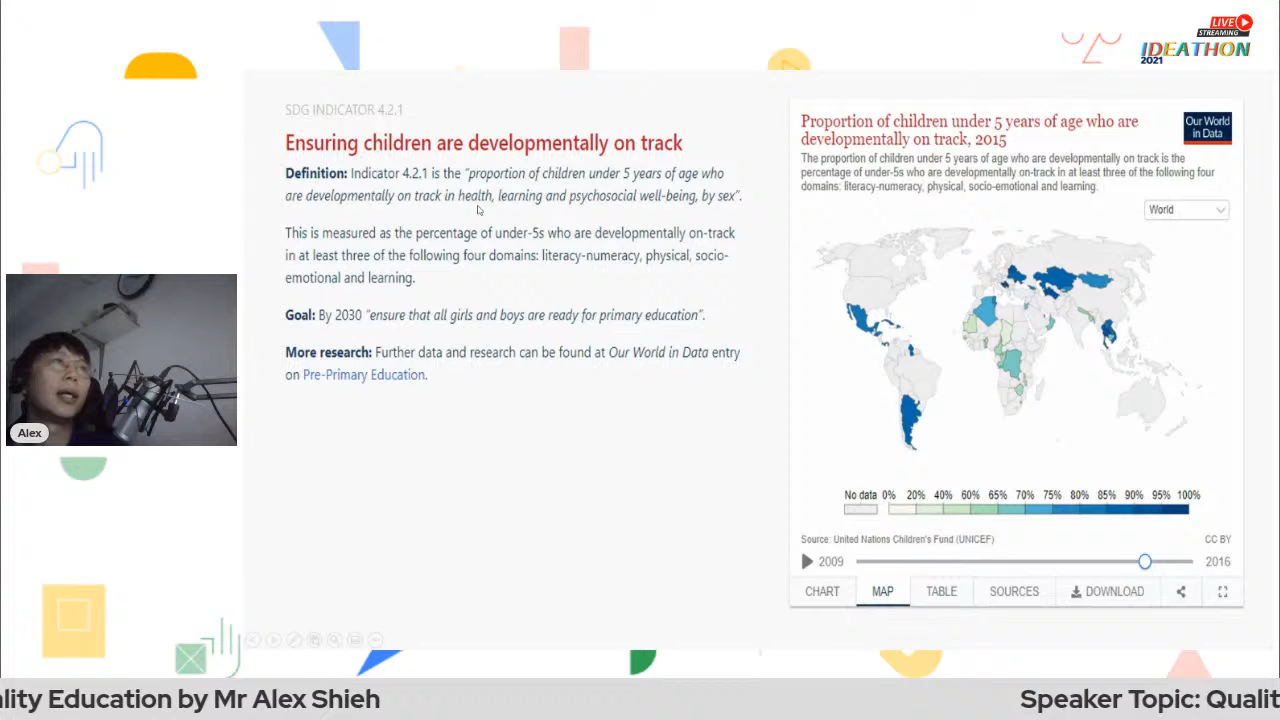 LIVE
STREAMING
IDEATHON
2021
SDG INDICATOR 4.2.1
Ensuring children are developmentally on track
Definition: Indicator 4.2.1 is the "proportion of children under 5 years of age who
are developmentally on track in health, learning and psychosocial well-being, by sex".
This is measured as the percentage of under-5s who are developmentally on-track
in at least three of the following four domains: literacy-numeracy, physical, socio-
emotional and learning.
Goal: By 2030 "ensure that all girls and boys are ready for primary education".
More research: Further data and research can be found at Our World in Data entry
on Pre-Primary Education.
Proportion of children under 5 years of age who are
developmentally on track, 2015
Our World
in Data
The proportion of children under 5 years of age who are developmentally on track is the
percentage of under-5s who are developmentally on-track in at least three of the following four
domains: literacy-numeracy, physical, socio-emotional and learning.
World
No data 0% 20% 40% 60% 65% 70% 75% 80% 85% 90% 95% 100%
Source: United Nations Children's Fund (UNICEF)
CC BY
2009
2016
CHART
MAP
TABLE
SOURCES
DOWNLOAD
Alex
lity Education by Mr Alex Shieh
Speaker Topic: Qualit